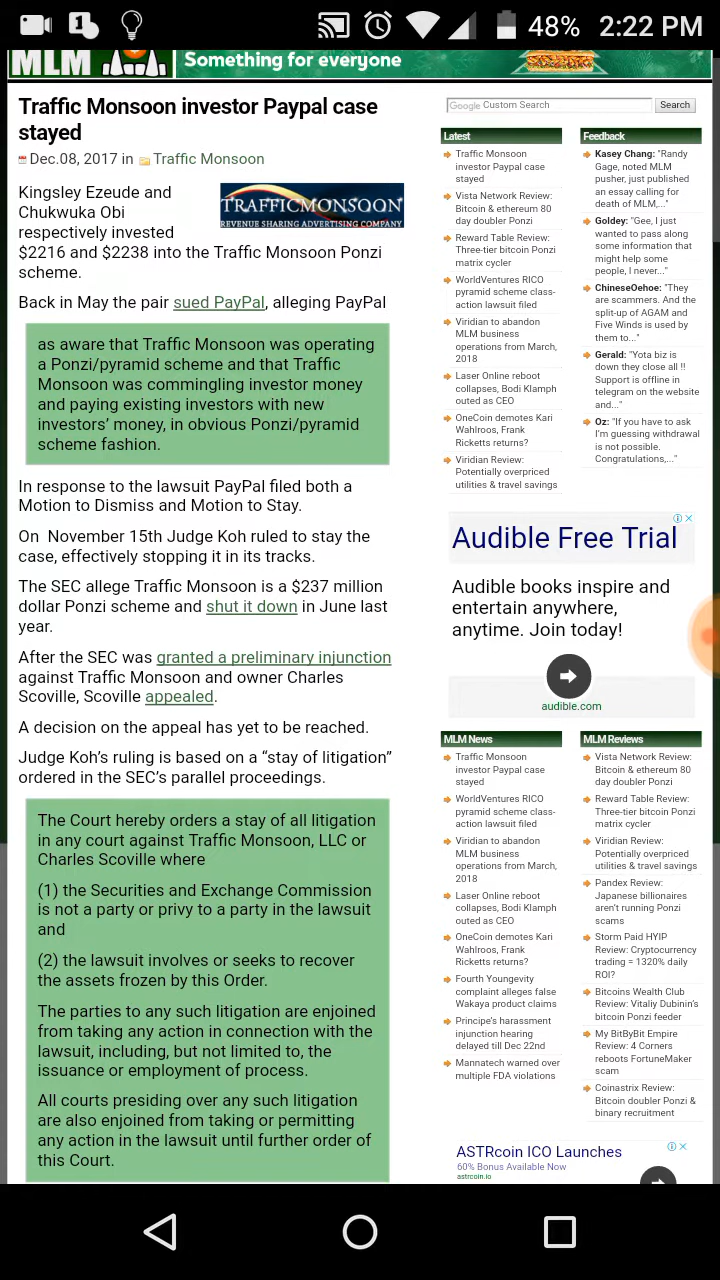 48% 2:22 PM
MLM
Something for everyone
Traffic Monsoon investor Paypal case
stayed
Dec.08, 2017 in Traffic Monsoon
Kingsley Ezeude and
Chukwuka Obi
respectively invested
TRAFFICMONSOON
REVENUE SHARING ADVERTISING COMPANY
$2216 and $2238 into the Traffic Monsoon Ponzi
scheme.
Back in May the pair sued PayPal, alleging PayPal
as aware that Traffic Monsoon was operating
a Ponzi/pyramid scheme and that Traffic
Monsoon was commingling investor money
and paying existing investors with new
investors’ money, in obvious Ponzi/pyramid
scheme fashion.
In response to the lawsuit PayPal filed both a
Motion to Dismiss and Motion to Stay.
On November 15th Judge Koh ruled to stay the
case, effectively stopping it in its tracks.
The SEC allege Traffic Monsoon is a $237 million
dollar Ponzi scheme and shut it down in June last
year.
After the SEC was granted a preliminary injunction
against Traffic Monsoon and owner Charles
Scoville, Scoville appealed.
A decision on the appeal has yet to be reached.
Judge Koh’s ruling is based on a “stay of litigation”
ordered in the SEC’s parallel proceedings.
The Court hereby orders a stay of all litigation
in any court against Traffic Monsoon, LLC or
Charles Scoville where
(1) the Securities and Exchange Commission
is not a party or privy to a party in the lawsuit
and
(2) the lawsuit involves or seeks to recover
the assets frozen by this Order.
The parties to any such litigation are enjoined
from taking any action in connection with the
lawsuit, including, but not limited to, the
issuance or employment of process.
All courts presiding over any such litigation
are also enjoined from taking or permitting
any action in the lawsuit until further order of
this Court.
Google Custom Search Search
Latest
Traffic Monsoon
investor Paypal case
stayed
Vista Network Review:
Bitcoin & ethereum 80
day doubler Ponzi
Reward Table Review:
Three-tier bitcoin Ponzi
matrix cycler
WorldVentures RICO
pyramid scheme class-
action lawsuit filed
Viridian to abandon
MLM business
operations from March,
2018
Laser Online reboot
collapses, Bodi Klamph
outed as CEO
OneCoin demotes Kari
Wahlroos, Frank
Ricketts returns?
Viridian Review:
Potentially overpriced
utilities & travel savings
Feedback
Kasey Chang: "Randy
Gage, noted MLM
pusher, just published
an essay calling for
death of MLM,..."
Goldey: "Gee, I just
wanted to pass along
some information that
might help some
people, I never..."
ChineseOehoe: "They
are scammers. And the
split-up of AGAM and
Five Winds is used by
them to..."
Gerald: "Yota biz is
down they close all !!
Support is offline in
telegram on the website
and..."
Oz: "If you have to ask
I’m guessing withdrawal
is not possible.
Congratulations,..."
Audible Free Trial
Audible books inspire and
entertain anywhere,
anytime. Join today!
audible.com
MLM News
Traffic Monsoon
investor Paypal case
stayed
WorldVentures RICO
pyramid scheme class-
action lawsuit filed
Viridian to abandon
MLM business
operations from March,
2018
Laser Online reboot
collapses, Bodi Klamph
outed as CEO
OneCoin demotes Kari
Wahlroos, Frank
Ricketts returns?
Fourth Youngevity
complaint alleges false
Wakaya product claims
Principe’s harassment
injunction hearing
delayed till Dec 22nd
Mannatech warned over
multiple FDA violations
MLM Reviews
Vista Network Review:
Bitcoin & ethereum 80
day doubler Ponzi
Reward Table Review:
Three-tier bitcoin Ponzi
matrix cycler
Viridian Review:
Potentially overpriced
utilities & travel savings
Pandex Review:
Japanese billionaires
aren’t running Ponzi
scams
Storm Paid HYIP
Review: Cryptocurrency
trading = 1320% daily
ROI?
Bitcoins Wealth Club
Review: Vitaliy Dubinin’s
bitcoin Ponzi feeder
My BitByBit Empire
Review: 4 Corners
reboots FortuneMaker
scam
Coinastrix Review:
Bitcoin doubler Ponzi &
binary recruitment
ASTRcoin ICO Launches
60% Bonus Available Now
astrcoin.io